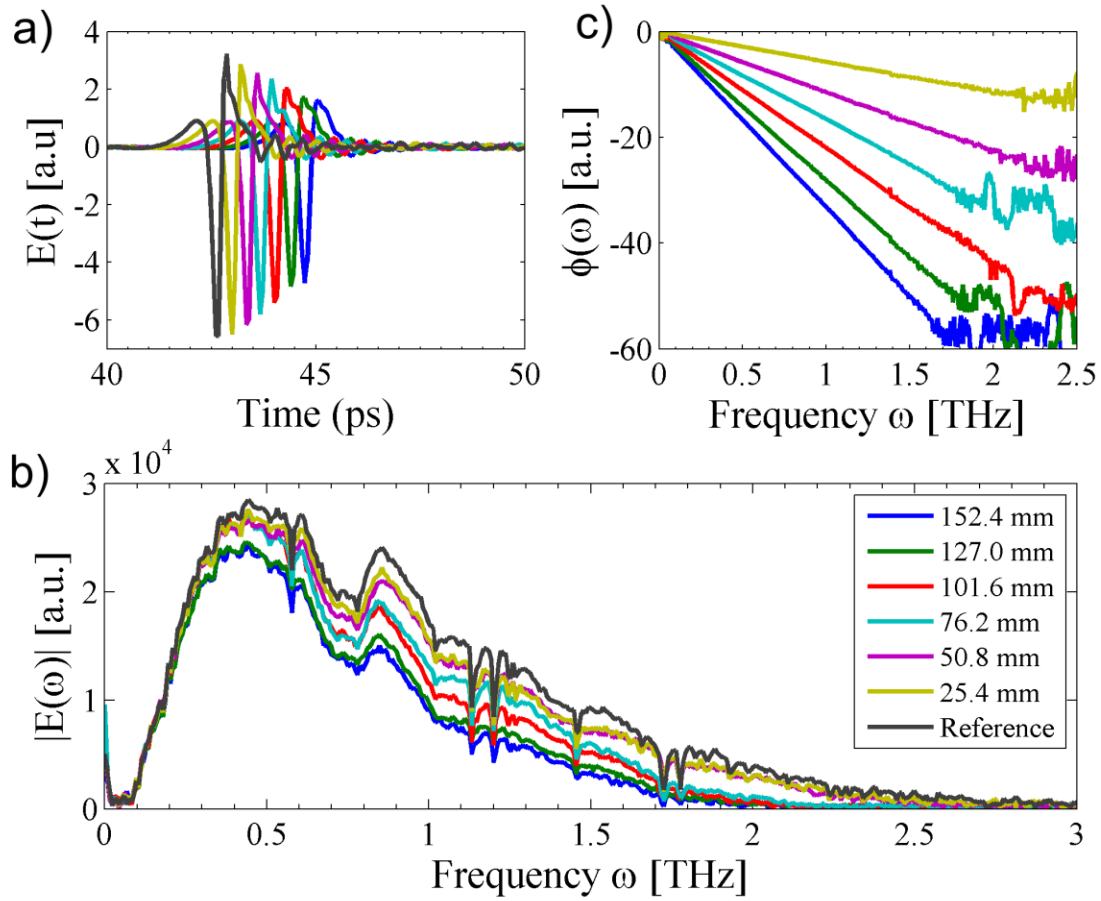 a)
E(t) [a.u]
4
2
0
-2
-4
-6
40
45
50
Time (ps)
c)
ϕ(ω) [a.u.]
0
-20
-40
-60
0
0.5
1
1.5
2
2.5
Frequency ω [THz]
b)
x 10⁴
|E(ω)| [a.u.]
3
2
1
0
0
0.5
1
1.5
2
2.5
3
Frequency ω [THz]
152.4 mm
127.0 mm
101.6 mm
76.2 mm
50.8 mm
25.4 mm
Reference